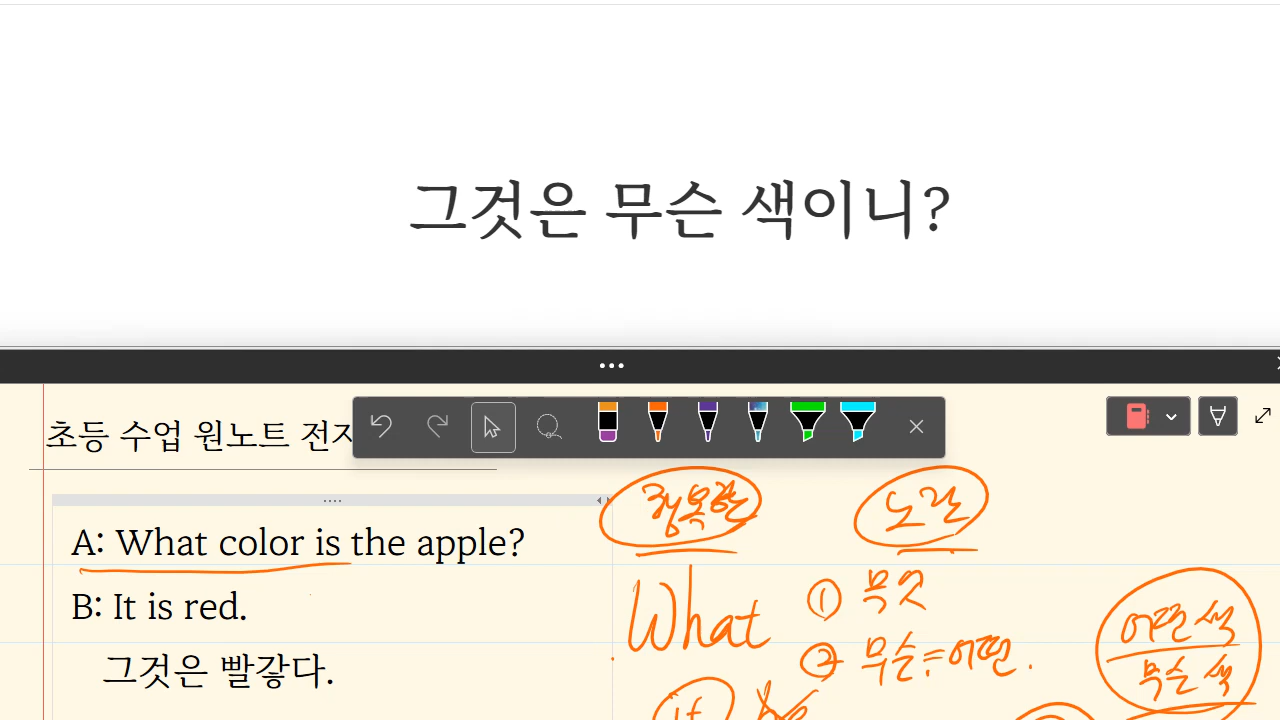 그것은 무슨 색이니?
초등 수업 원노트 전자
A: What color is the apple?
B: It is red.
그것은 빨갛다.
행복한
노란
What
① 무엇
② 무슨 = 어떤.
어떤 색
무슨 색
it